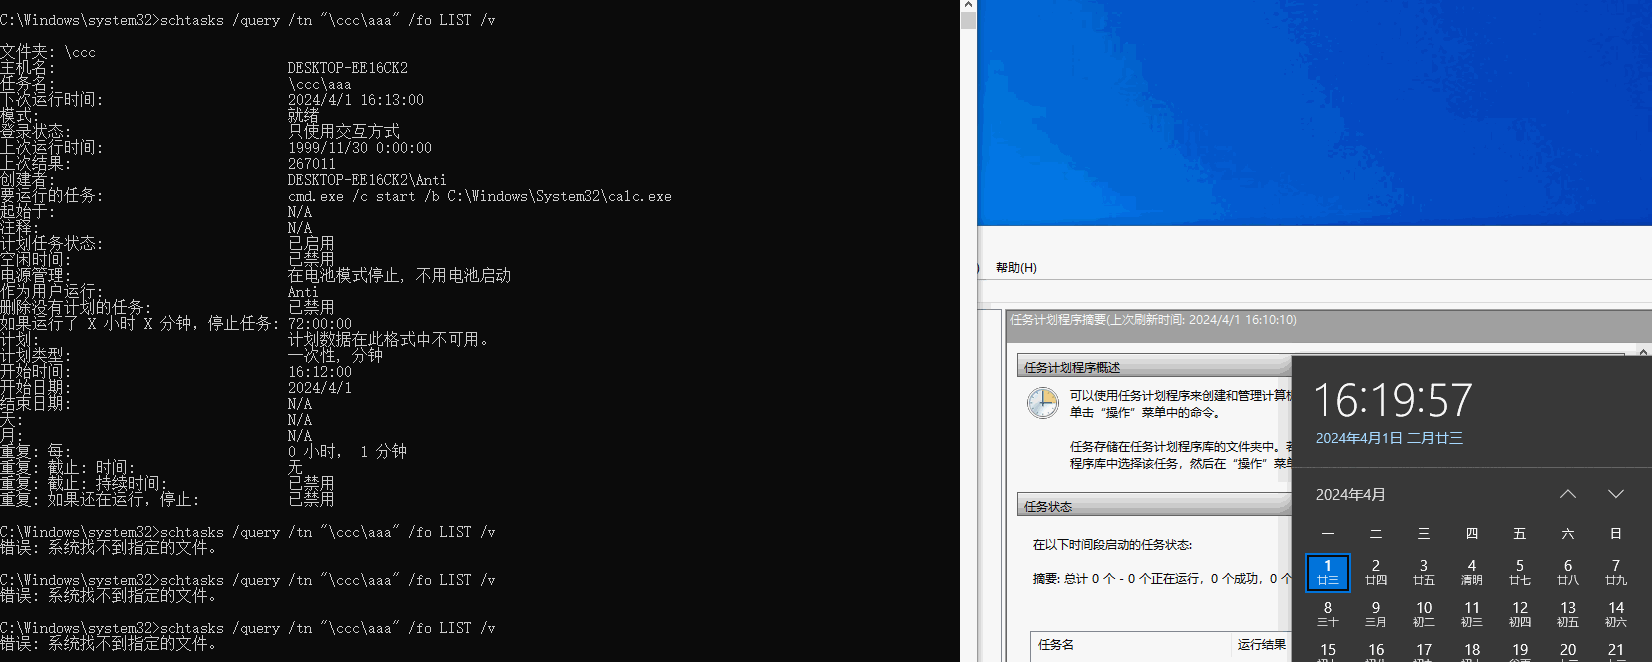 C:\Windows\system32>schtasks /query /tn "\ccc\aaa" /fo LIST /v
文件夹: \ccc
主机名: DESKTOP-EE16CK2
任务名: \ccc\aaa
下次运行时间: 2024/4/1 16:13:00
模式: 就绪
登录状态: 只使用交互方式
上次运行时间: 1999/11/30 0:00:00
上次结果: 267011
创建者: DESKTOP-EE16CK2\Anti
要运行的任务: cmd.exe /c start /b C:\Windows\System32\calc.exe
起始于: N/A
注释: N/A
计划任务状态: 已启用
空闲时间: 已禁用
电源管理: 在电池模式停止, 不用电池启动
作为用户运行: Anti
删除没有计划的任务: 已禁用
如果运行了 X 小时 X 分钟，停止任务: 72:00:00
计划: 计划数据在此格式中不可用。
计划类型: 一次性, 分钟
开始时间: 16:12:00
开始日期: 2024/4/1
结束日期: N/A
天: N/A
月: N/A
重复: 每: 0 小时， 1 分钟
重复: 截止: 时间: 无
重复: 截止: 持续时间: 已禁用
重复: 如果还在运行，停止: 已禁用
C:\Windows\system32>schtasks /query /tn "\ccc\aaa" /fo LIST /v
错误: 系统找不到指定的文件。
C:\Windows\system32>schtasks /query /tn "\ccc\aaa" /fo LIST /v
错误: 系统找不到指定的文件。
C:\Windows\system32>schtasks /query /tn "\ccc\aaa" /fo LIST /v
错误: 系统找不到指定的文件。
) 帮助(H)
任务计划程序摘要(上次刷新时间: 2024/4/1 16:10:10)
任务计划程序概述
可以使用任务计划程序来创建和管理计算机
单击“操作”菜单中的命令。
任务存储在任务计划程序库的文件夹中。若
程序库中选择该任务，然后在“操作”菜单
任务状态
在以下时间段启动的任务状态:
摘要: 总计 0 个 - 0 个正在运行，0 个成功，0 个
任务名 运行结果
16:19:57
2024年4月1日 二月廿三
2024年4月
一 二 三 四 五 六 日
1 2 3 4 5 6 7
廿三 廿四 廿五 清明 廿七 廿八 廿九
8 9 10 11 12 13 14
三十 三月 初二 初三 初四 初五 初六
15 16 17 18 19 20 21